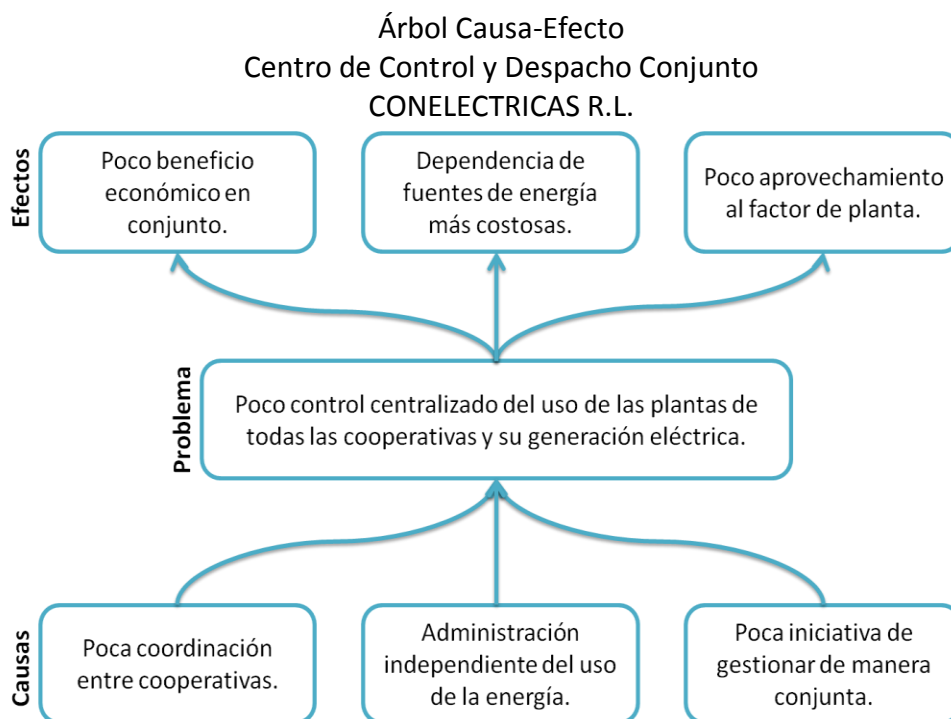 Árbol Causa-Efecto
Centro de Control y Despacho Conjunto
CONELECTRICAS R.L.
Efectos
Poco beneficio
económico en
conjunto.
Dependencia de
fuentes de energía
más costosas.
Poco aprovechamiento
al factor de planta.
Problema
Poco control centralizado del uso de las plantas de
todas las cooperativas y su generación eléctrica.
Causas
Poca coordinación
entre cooperativas.
Administración
independiente del uso
de la energía.
Poca iniciativa de
gestionar de manera
conjunta.